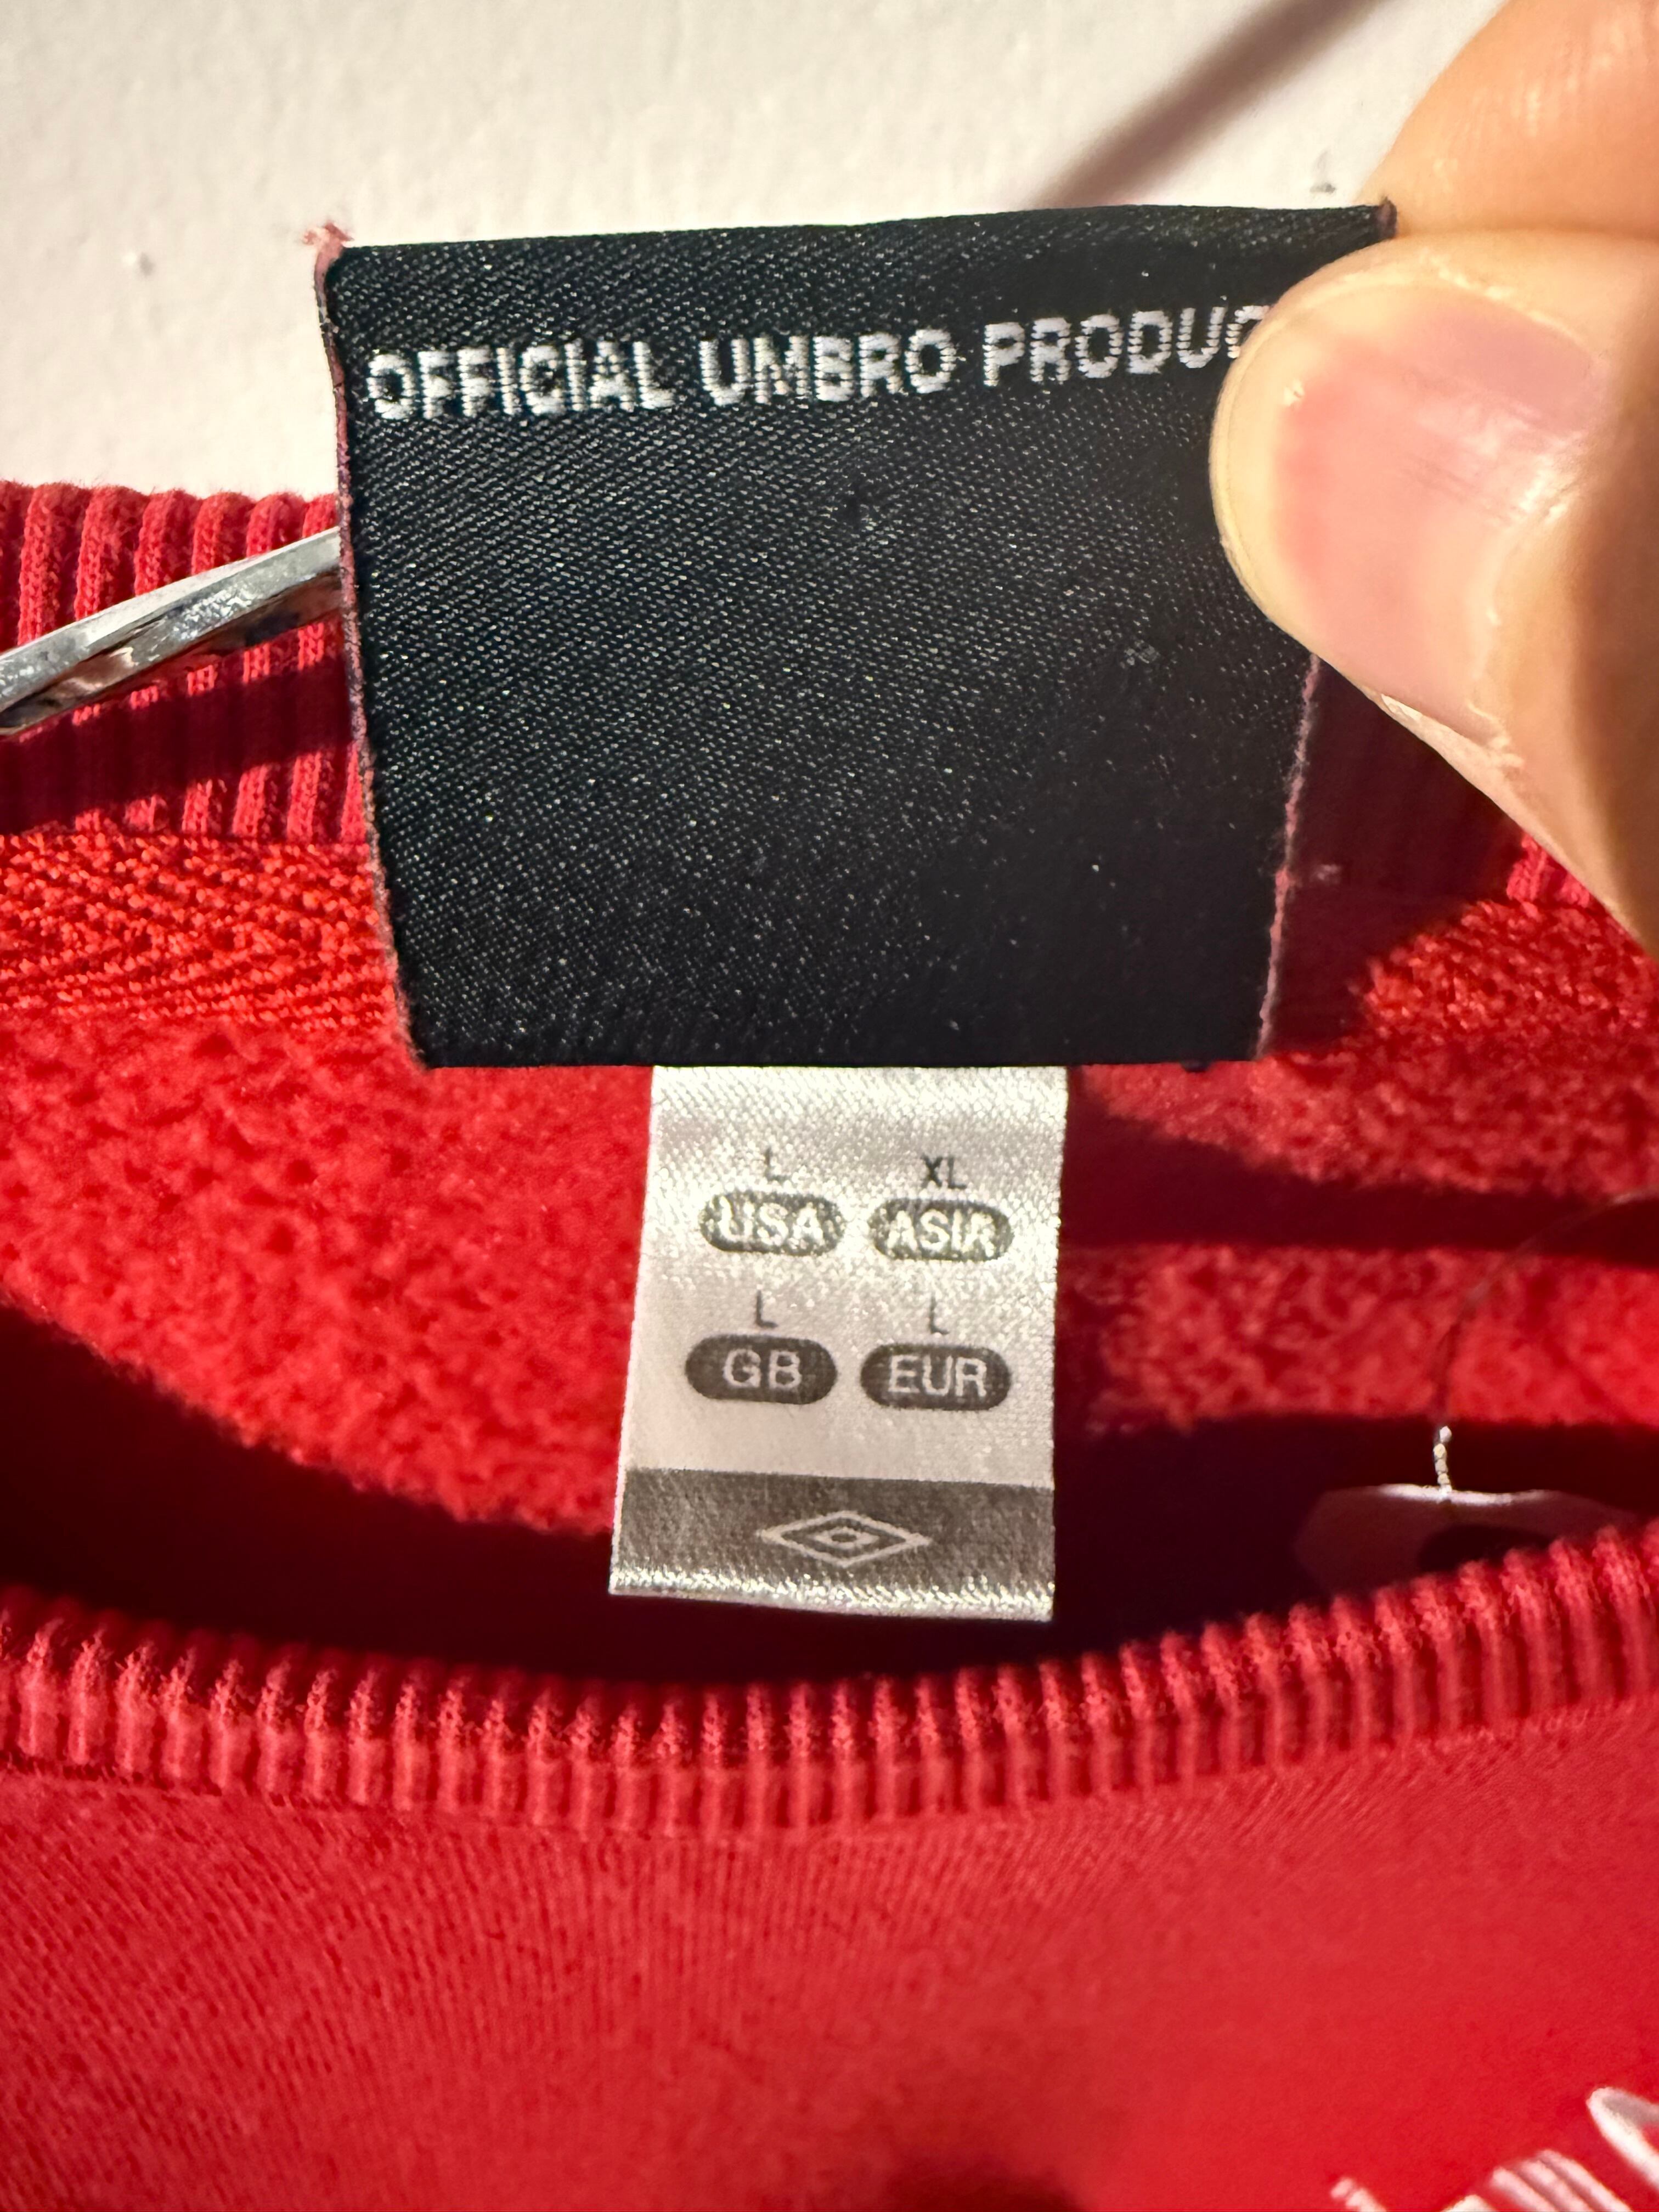 OFFICIAL UMBRO PRODUC
L XL
USA ASIA
L L
GB EUR